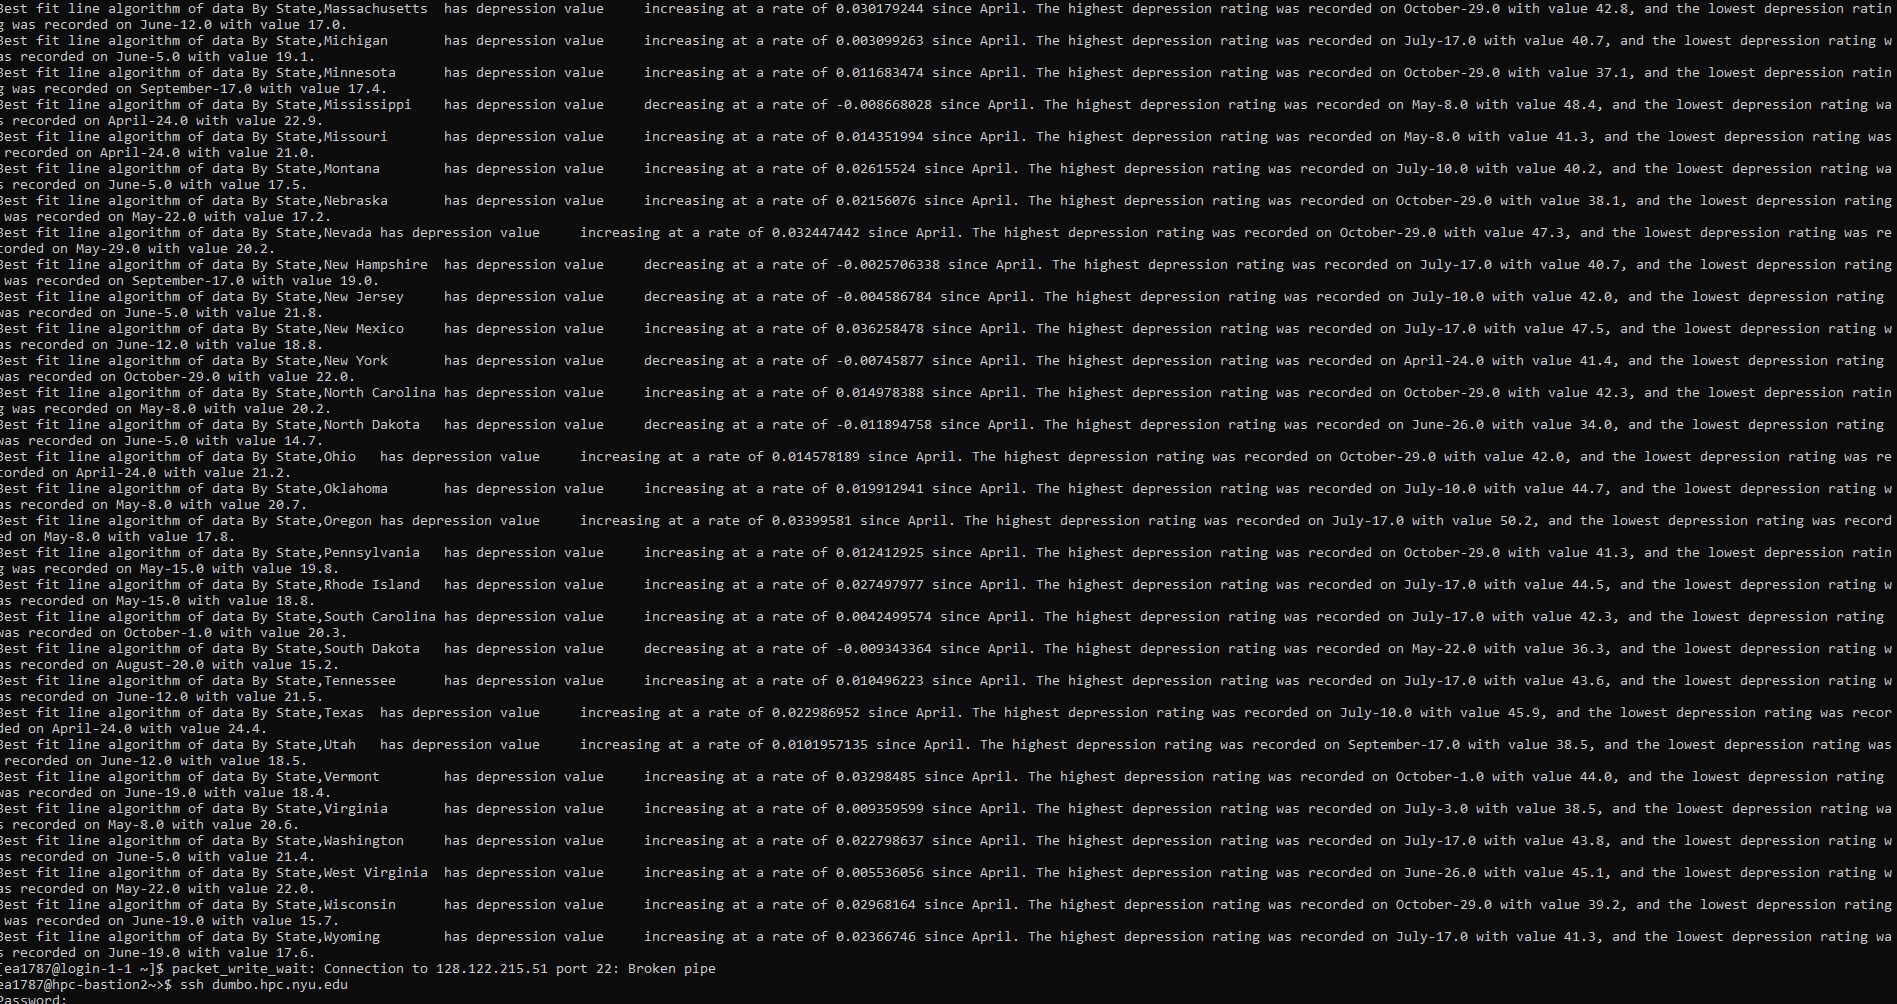 Best fit line algorithm of data By State,Massachusetts has depression value increasing at a rate of 0.030179244 since April. The highest depression rating was recorded on October-29.0 with value 42.8, and the lowest depression ratin
g was recorded on June-12.0 with value 17.0.
Best fit line algorithm of data By State,Michigan has depression value increasing at a rate of 0.003099263 since April. The highest depression rating was recorded on July-17.0 with value 40.7, and the lowest depression rating w
as recorded on June-5.0 with value 19.1.
Best fit line algorithm of data By State,Minnesota has depression value increasing at a rate of 0.011683474 since April. The highest depression rating was recorded on October-29.0 with value 37.1, and the lowest depression ratin
g was recorded on September-17.0 with value 17.4.
Best fit line algorithm of data By State,Mississippi has depression value decreasing at a rate of -0.008668028 since April. The highest depression rating was recorded on May-8.0 with value 48.4, and the lowest depression rating wa
s recorded on April-24.0 with value 22.9.
Best fit line algorithm of data By State,Missouri has depression value increasing at a rate of 0.014351994 since April. The highest depression rating was recorded on May-8.0 with value 41.3, and the lowest depression rating was
recorded on April-24.0 with value 21.0.
Best fit line algorithm of data By State,Montana has depression value increasing at a rate of 0.02615524 since April. The highest depression rating was recorded on July-10.0 with value 40.2, and the lowest depression rating wa
s recorded on June-5.0 with value 17.5.
Best fit line algorithm of data By State,Nebraska has depression value increasing at a rate of 0.02156076 since April. The highest depression rating was recorded on October-29.0 with value 38.1, and the lowest depression rating
was recorded on May-22.0 with value 17.2.
Best fit line algorithm of data By State,Nevada has depression value increasing at a rate of 0.032447442 since April. The highest depression rating was recorded on October-29.0 with value 47.3, and the lowest depression rating was re
corded on May-29.0 with value 20.2.
Best fit line algorithm of data By State,New Hampshire has depression value decreasing at a rate of -0.0025706338 since April. The highest depression rating was recorded on July-17.0 with value 40.7, and the lowest depression rating
was recorded on September-17.0 with value 19.0.
Best fit line algorithm of data By State,New Jersey has depression value decreasing at a rate of -0.004586784 since April. The highest depression rating was recorded on July-10.0 with value 42.0, and the lowest depression rating
was recorded on June-5.0 with value 21.8.
Best fit line algorithm of data By State,New Mexico has depression value increasing at a rate of 0.036258478 since April. The highest depression rating was recorded on July-17.0 with value 47.5, and the lowest depression rating w
as recorded on June-12.0 with value 18.8.
Best fit line algorithm of data By State,New York has depression value decreasing at a rate of -0.00745877 since April. The highest depression rating was recorded on April-24.0 with value 41.4, and the lowest depression rating
was recorded on October-29.0 with value 22.0.
Best fit line algorithm of data By State,North Carolina has depression value increasing at a rate of 0.014978388 since April. The highest depression rating was recorded on October-29.0 with value 42.3, and the lowest depression ratin
g was recorded on May-8.0 with value 20.2.
Best fit line algorithm of data By State,North Dakota has depression value decreasing at a rate of -0.011894758 since April. The highest depression rating was recorded on June-26.0 with value 34.0, and the lowest depression rating
was recorded on June-5.0 with value 14.7.
Best fit line algorithm of data By State,Ohio has depression value increasing at a rate of 0.014578189 since April. The highest depression rating was recorded on October-29.0 with value 42.0, and the lowest depression rating was re
corded on April-24.0 with value 21.2.
Best fit line algorithm of data By State,Oklahoma has depression value increasing at a rate of 0.019912941 since April. The highest depression rating was recorded on July-10.0 with value 44.7, and the lowest depression rating w
as recorded on May-8.0 with value 20.7.
Best fit line algorithm of data By State,Oregon has depression value increasing at a rate of 0.03399581 since April. The highest depression rating was recorded on July-17.0 with value 50.2, and the lowest depression rating was record
ed on May-8.0 with value 17.8.
Best fit line algorithm of data By State,Pennsylvania has depression value increasing at a rate of 0.012412925 since April. The highest depression rating was recorded on October-29.0 with value 41.3, and the lowest depression ratin
g was recorded on May-15.0 with value 19.8.
Best fit line algorithm of data By State,Rhode Island has depression value increasing at a rate of 0.027497977 since April. The highest depression rating was recorded on July-17.0 with value 44.5, and the lowest depression rating w
as recorded on May-15.0 with value 18.8.
Best fit line algorithm of data By State,South Carolina has depression value increasing at a rate of 0.0042499574 since April. The highest depression rating was recorded on July-17.0 with value 42.3, and the lowest depression rating
was recorded on October-1.0 with value 20.3.
Best fit line algorithm of data By State,South Dakota has depression value decreasing at a rate of -0.009343364 since April. The highest depression rating was recorded on May-22.0 with value 36.3, and the lowest depression rating w
as recorded on August-20.0 with value 15.2.
Best fit line algorithm of data By State,Tennessee has depression value increasing at a rate of 0.010496223 since April. The highest depression rating was recorded on July-17.0 with value 43.6, and the lowest depression rating w
as recorded on June-12.0 with value 21.5.
Best fit line algorithm of data By State,Texas has depression value increasing at a rate of 0.022986952 since April. The highest depression rating was recorded on July-10.0 with value 45.9, and the lowest depression rating was recor
ded on April-24.0 with value 24.4.
Best fit line algorithm of data By State,Utah has depression value increasing at a rate of 0.0101957135 since April. The highest depression rating was recorded on September-17.0 with value 38.5, and the lowest depression rating was
recorded on June-12.0 with value 18.5.
Best fit line algorithm of data By State,Vermont has depression value increasing at a rate of 0.03298485 since April. The highest depression rating was recorded on October-1.0 with value 44.0, and the lowest depression rating
was recorded on June-19.0 with value 18.4.
Best fit line algorithm of data By State,Virginia has depression value increasing at a rate of 0.009359599 since April. The highest depression rating was recorded on July-3.0 with value 38.5, and the lowest depression rating wa
s recorded on May-8.0 with value 20.6.
Best fit line algorithm of data By State,Washington has depression value increasing at a rate of 0.022798637 since April. The highest depression rating was recorded on July-17.0 with value 43.8, and the lowest depression rating w
as recorded on June-5.0 with value 21.4.
Best fit line algorithm of data By State,West Virginia has depression value increasing at a rate of 0.005536056 since April. The highest depression rating was recorded on June-26.0 with value 45.1, and the lowest depression rating w
as recorded on May-22.0 with value 22.0.
Best fit line algorithm of data By State,Wisconsin has depression value increasing at a rate of 0.02968164 since April. The highest depression rating was recorded on October-29.0 with value 39.2, and the lowest depression rating
was recorded on June-19.0 with value 15.7.
Best fit line algorithm of data By State,Wyoming has depression value increasing at a rate of 0.02366746 since April. The highest depression rating was recorded on July-17.0 with value 41.3, and the lowest depression rating wa
s recorded on June-19.0 with value 17.6.
[ea1787@login-1-1 ~]$ packet_write_wait: Connection to 128.122.215.51 port 22: Broken pipe
ea1787@hpc-bastion2~>$ ssh dumbo.hpc.nyu.edu
Password: